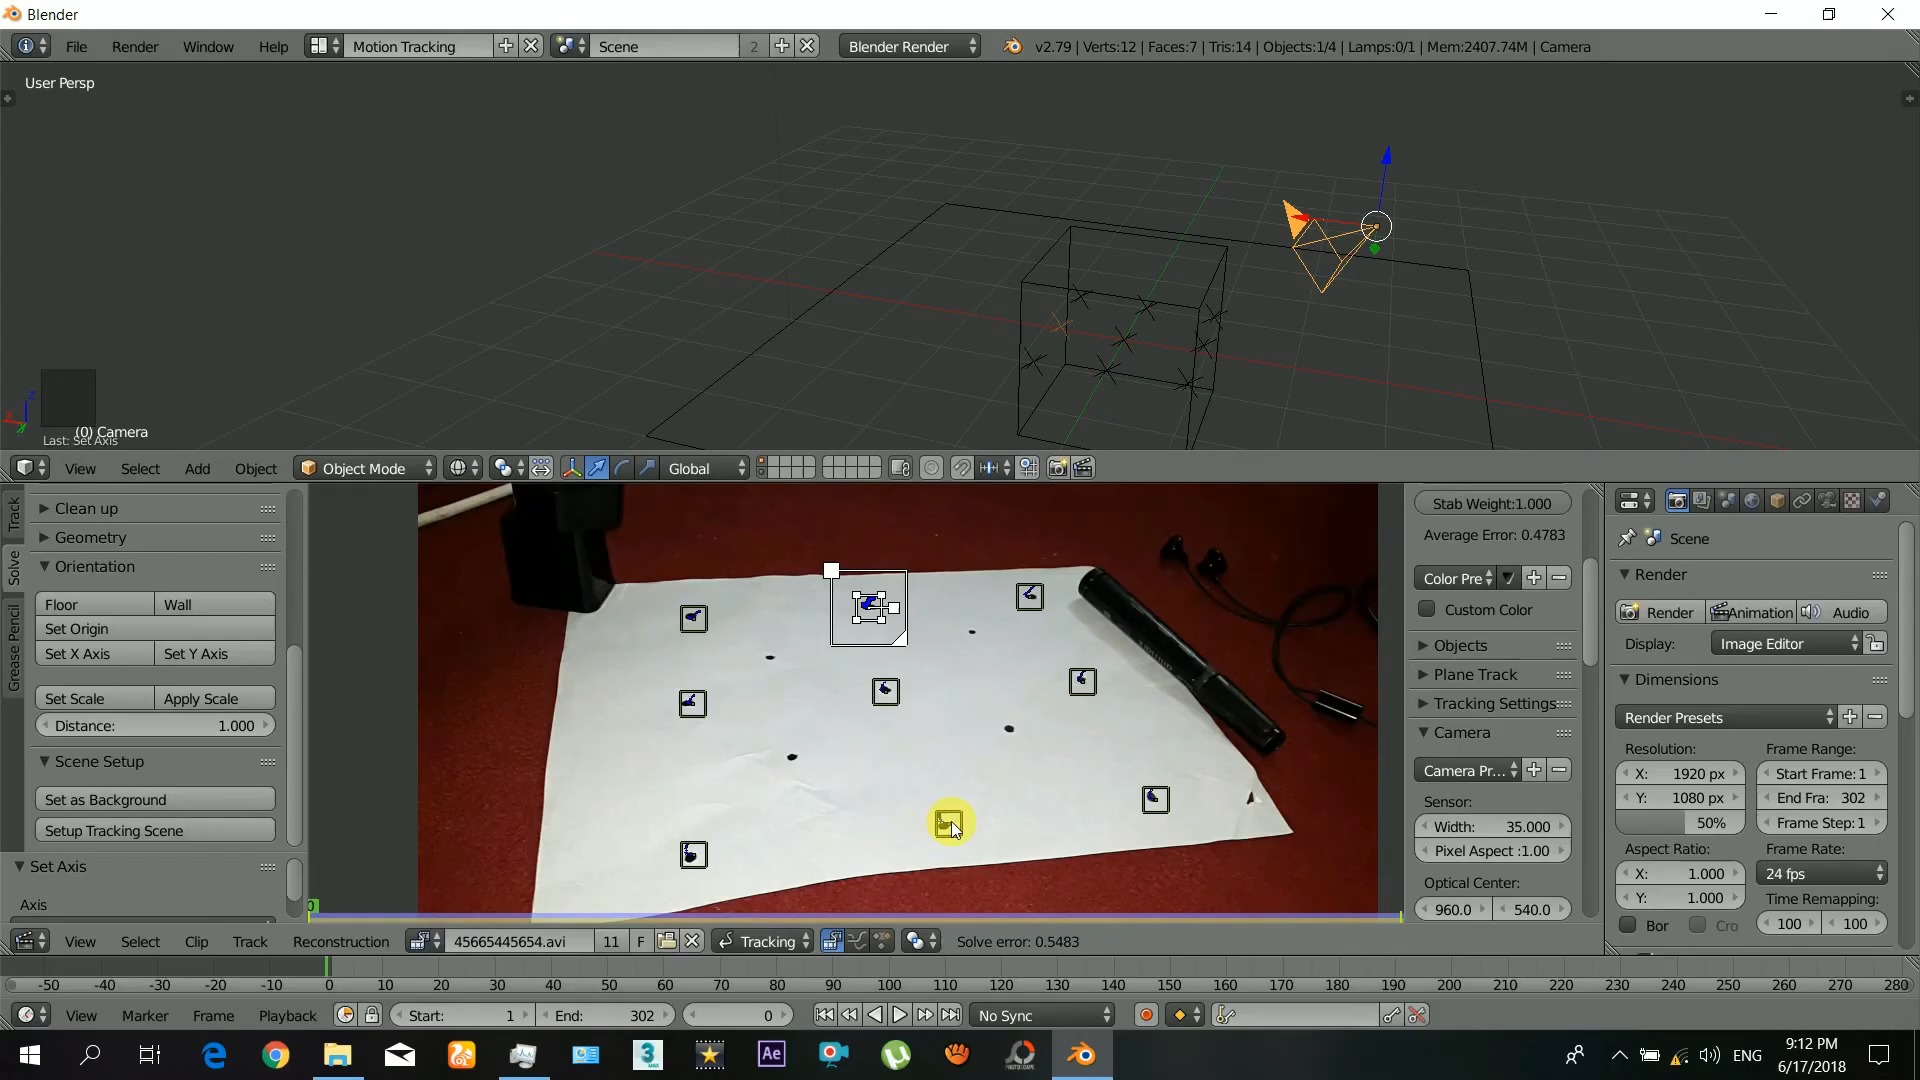 Blender
File Render Window Help Motion Tracking Scene 2 Blender Render v2.79 | Verts:12 | Faces:7 | Tris:14 | Objects:1/4 | Lamps:0/1 | Mem:2407.74M | Camera
User Persp
z
x
y
(0) Camera
Last: Set Axis
View Select Add Object Object Mode Global
Track
Solve
Grease Pencil
Clean up
Geometry
Orientation
Floor Wall
Set Origin
Set X Axis Set Y Axis
Set Scale Apply Scale
Distance: 1.000
Scene Setup
Set as Background
Setup Tracking Scene
Set Axis
Axis
0
Stab Weight:1.000
Average Error: 0.4783
Color Pre
Custom Color
Objects
Plane Track
Tracking Settings
Camera
Camera Pr...
Sensor:
Width: 35.000
Pixel Aspect :1.00
Optical Center:
960.0 540.0
Scene
Render
Render Animation Audio
Display: Image Editor
Dimensions
Render Presets
Resolution: Frame Range:
X: 1920 px Start Frame: 1
Y: 1080 px End Fra: 302
50% Frame Step: 1
Aspect Ratio: Frame Rate:
X: 1.000 24 fps
Y: 1.000 Time Remapping:
Bor Cro 100 100
View Select Clip Track Reconstruction 45665445654.avi 11 F Tracking Solve error: 0.5483
-50 -40 -30 -20 -10 0 10 20 30 40 50 60 70 80 90 100 110 120 130 140 150 160 170 180 190 200 210 220 230 240 250 260 270 280
View Marker Frame Playback Start: 1 End: 302 0 No Sync
e 3 MAX Ae PHOTOSCAPE ENG 9:12 PM
6/17/2018